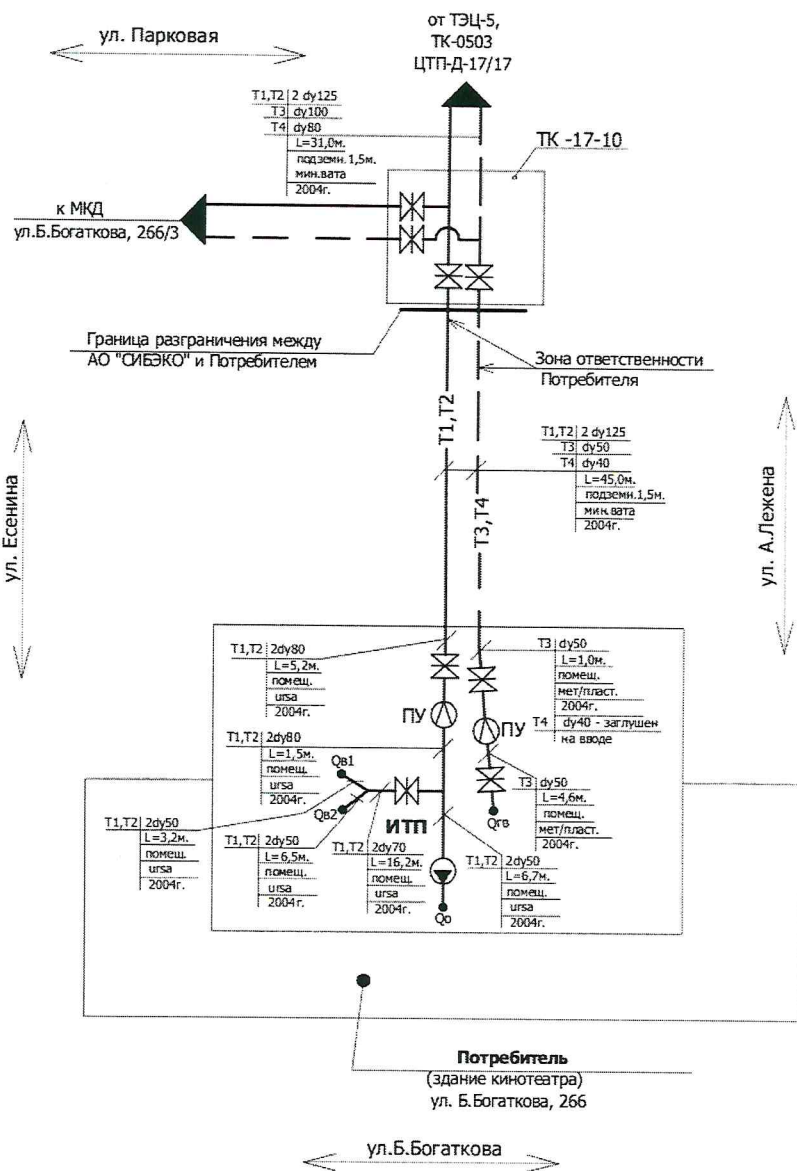 ул. Парковая
от ТЭЦ-5,
ТК-0503
ЦТП-Д-17/17
Т1,Т2 2 dy125
Т3 dy100
Т4 dy80
L=31,0м.
подземн.1,5м.
мин.вата
2004г.
ТК -17-10
к МКД
ул.Б.Богаткова, 266/3
Граница разграничения между
АО "СИБЭКО" и Потребителем
Зона ответственности
Потребителя
Т1,Т2
Т3,Т4
Т1,Т2 2 dy125
Т3 dy50
Т4 dy40
L=45,0м.
подземн.1,5м.
мин.вата
2004г.
ул. Есенина
ул. А.Лежена
Т1,Т2 2dy80
L=5,2м.
помещ.
ursa
2004г.
Т3 dy50
L=1,0м.
помещ.
мет/пласт.
2004г.
Т4 dy40 - заглушен
на вводе
ПУ
ПУ
Т1,Т2 2dy80
L=1,5м.
помещ.
ursa
2004г.
Qв1
Qв2
Т3 dy50
L=4,6м.
помещ.
мет/пласт.
2004г.
Qгв
Т1,Т2 2dy50
L=3,2м.
помещ.
ursa
2004г.
Т1,Т2 2dy50
L=6,5м.
помещ.
ursa
2004г.
ИТП
Т1,Т2 2dy70
L=16,2м.
помещ.
ursa
2004г.
Т1,Т2 2dy50
L=6,7м.
помещ.
ursa
2004г.
Qо
Потребитель
(здание кинотеатра)
ул. Б.Богаткова, 266
ул.Б.Богаткова